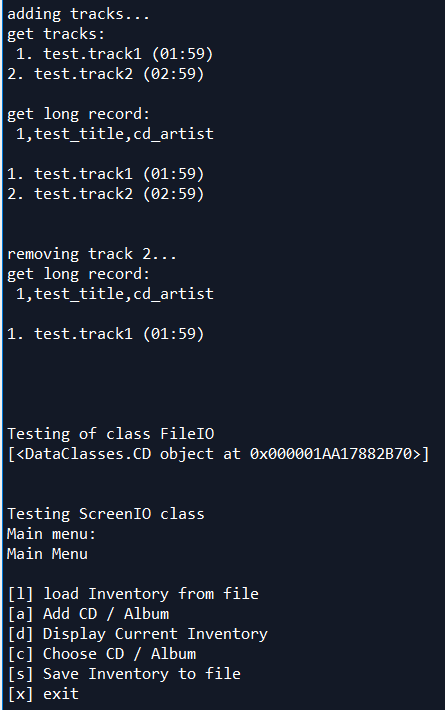 adding tracks...
get tracks:
1. test.track1 (01:59)
2. test.track2 (02:59)
get long record:
1,test_title,cd_artist
1. test.track1 (01:59)
2. test.track2 (02:59)
removing track 2...
get long record:
1,test_title,cd_artist
1. test.track1 (01:59)
Testing of class FileIO
[<DataClasses.CD object at 0x000001AA17882B70>]
Testing ScreenIO class
Main menu:
Main Menu
[l] load Inventory from file
[a] Add CD / Album
[d] Display Current Inventory
[c] Choose CD / Album
[s] Save Inventory to file
[x] exit